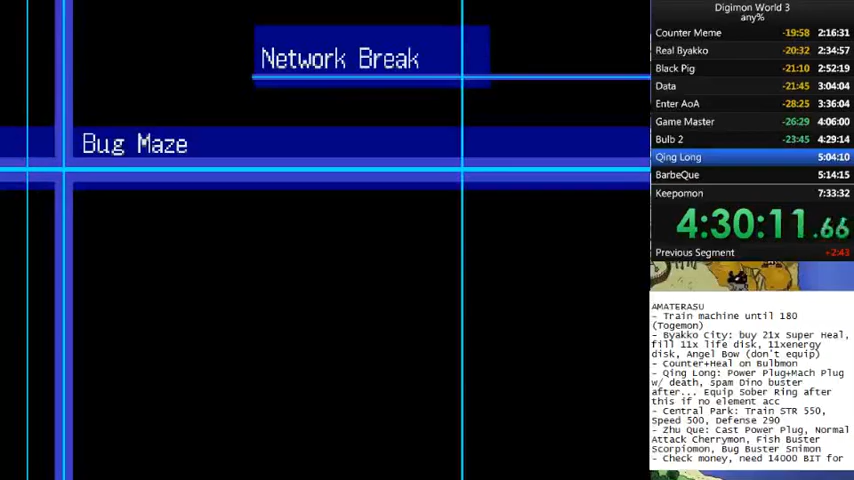 Network Break
Bug Maze
Digimon World 3
any%
Counter Meme -19:58 2:16:31
Real Byakko -20:32 2:34:57
Black Pig -21:10 2:52:19
Data -21:45 3:04:04
Enter AoA -28:25 3:36:04
Game Master -26:29 4:06:00
Bulb 2 -23:45 4:29:14
Qing Long 5:04:10
BarbeQue 5:14:15
Keepomon 7:33:32
4:30:11.66
Previous Segment +2:43
AMATERASU
- Train machine until 180
(Togemon)
- Byakko City: buy 21x Super Heal,
fill 11x life disk, 11xenergy
disk, Angel Bow (don't equip)
- Counter+Heal on Bulbmon
- Qing Long: Power Plug+Mach Plug
w/ death, spam Dino buster
after... Equip Sober Ring after
this if no element acc
- Central Park: Train STR 550,
Speed 500, Defense 290
- Zhu Que: Cast Power Plug, Normal
Attack Cherrymon, Fish Buster
Scorpiomon, Bug Buster Snimon
- Check money, need 14000 BIT for